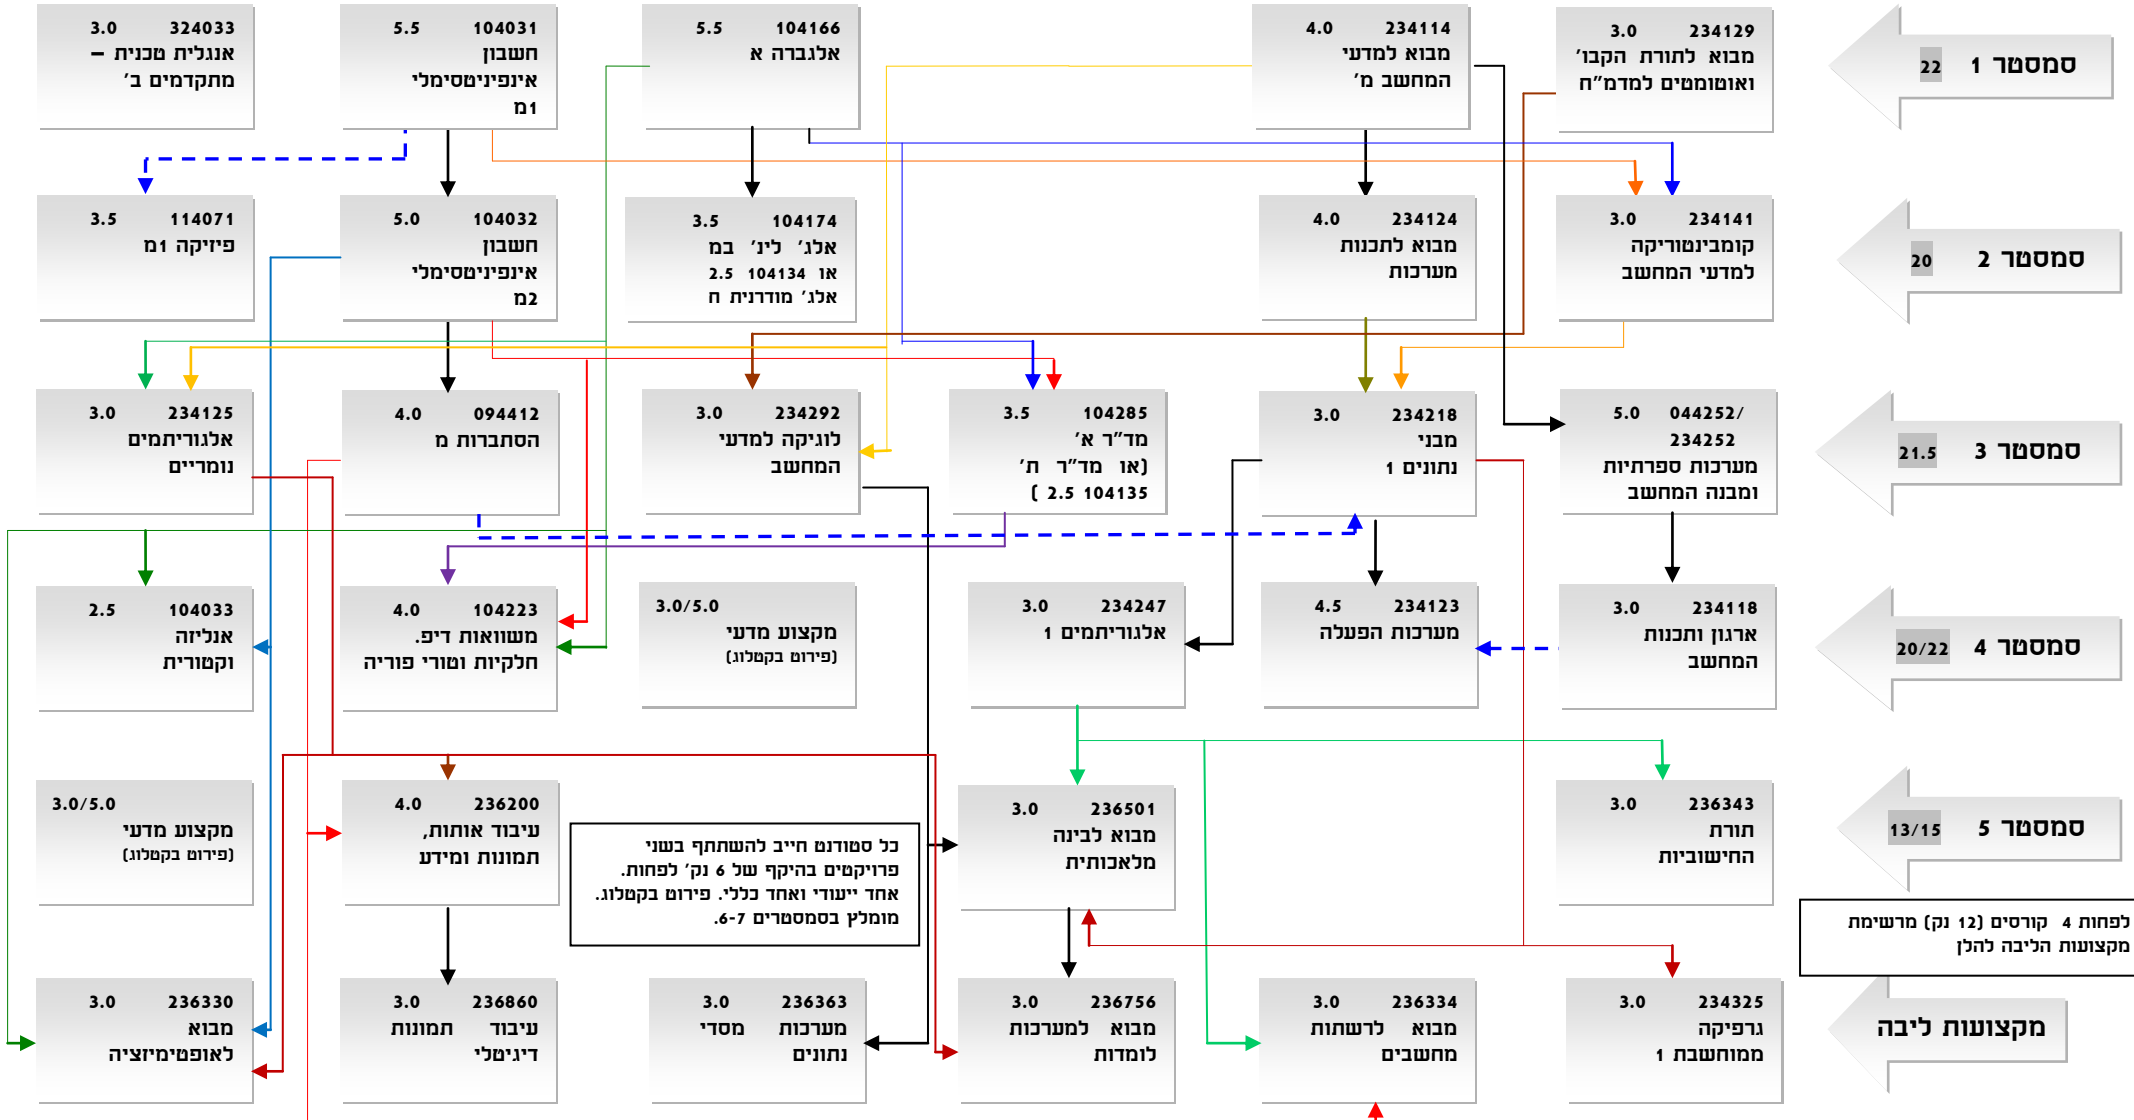 סמסטר 1 22
234129 3.0
מבוא לתורת הקבו'
ואוטומטים למדמ"ח
234114 4.0
מבוא למדעי
המחשב מ'
104166 5.5
אלגברה א
104031 5.5
חשבון
אינפיניטסימלי
1מ
324033 3.0
אנגלית טכנית –
מתקדמים ב'
סמסטר 2 20
234141 3.0
קומבינטוריקה
למדעי המחשב
234124 4.0
מבוא לתכנות
מערכות
104174 3.5
אלג' לינ' במ
או 104134 2.5
אלג' מודרנית ח
104032 5.0
חשבון
אינפיניטסימלי
2מ
114071 3.5
פיזיקה 1מ
סמסטר 3 21.5
044252/ 5.0
234252
מערכות ספרתיות
ומבנה המחשב
234218 3.0
מבני
נתונים 1
104285 3.5
מד"ר א'
(או מד"ר ת'
104135 2.5 )
234292 3.0
לוגיקה למדעי
המחשב
094412 4.0
הסתברות מ
234125 3.0
אלגוריתמים
נומריים
סמסטר 4 20/22
234118 3.0
ארגון ותכנות
המחשב
234123 4.5
מערכות הפעלה
234247 3.0
אלגוריתמים 1
3.0/5.0
מקצוע מדעי
(פירוט בקטלוג)
104223 4.0
משוואות דיפ.
חלקיות וטורי פוריה
104033 2.5
אנליזה
וקטורית
סמסטר 5 13/15
236343 3.0
תורת
החישוביות
236501 3.0
מבוא לבינה
מלאכותית
כל סטודנט חייב להשתתף בשני
פרויקטים בהיקף של 6 נק' לפחות.
אחד ייעודי ואחד כללי. פירוט בקטלוג.
מומלץ בסמסטרים 6-7.
236200 4.0
עיבוד אותות,
תמונות ומידע
3.0/5.0
מקצוע מדעי
(פירוט בקטלוג)
לפחות 4 קורסים (12 נק) מרשימת
מקצועות הליבה להלן
מקצועות ליבה
234325 3.0
גרפיקה
ממוחשבת 1
236334 3.0
מבוא לרשתות
מחשבים
236756 3.0
מבוא למערכות
לומדות
236363 3.0
מערכות מסדי
נתונים
236860 3.0
עיבוד תמונות
דיגיטלי
236330 3.0
מבוא
לאופטימיזציה